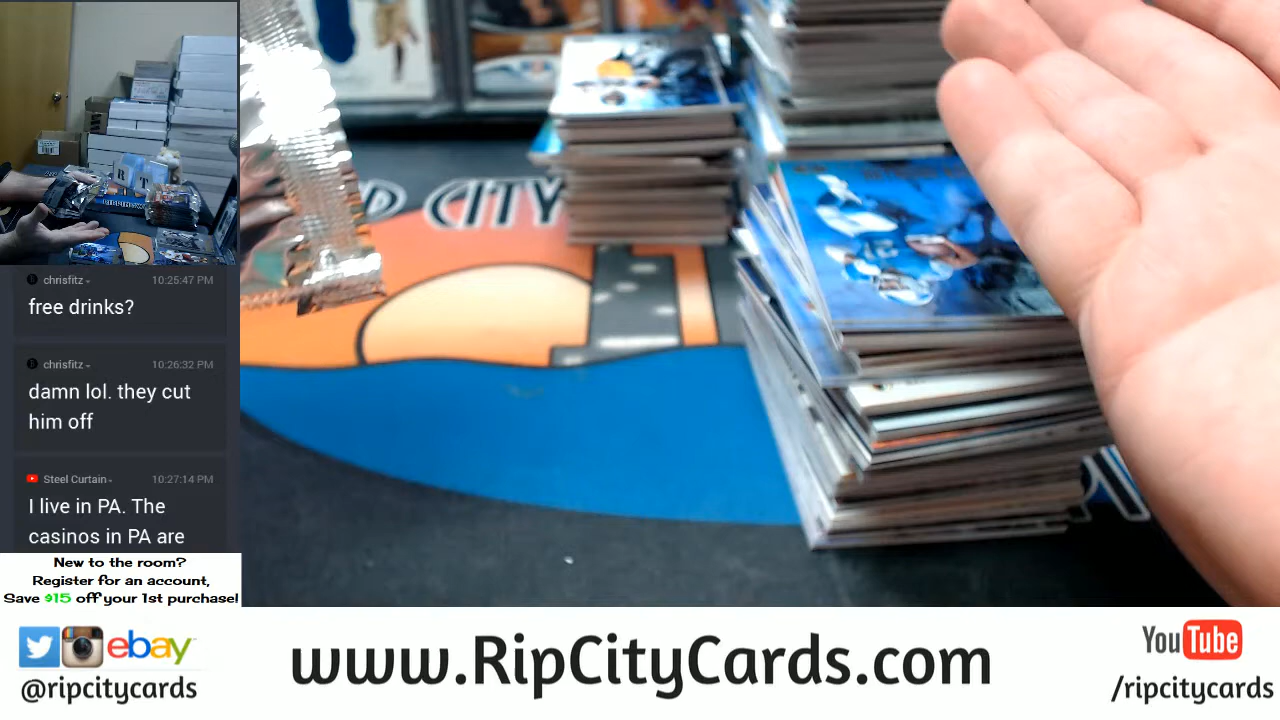 chrisfitz
10:25:47 PM
free drinks?
chrisfitz
10:26:32 PM
damn lol. they cut
him off
Steel Curtain
10:27:14 PM
I live in PA. The
casinos in PA are
New to the room?
Register for an account,
Save $15 off your 1st purchase!
CITY
ebay
@ripcitycards
www.RipCityCards.com
YouTube
/ripcitycards